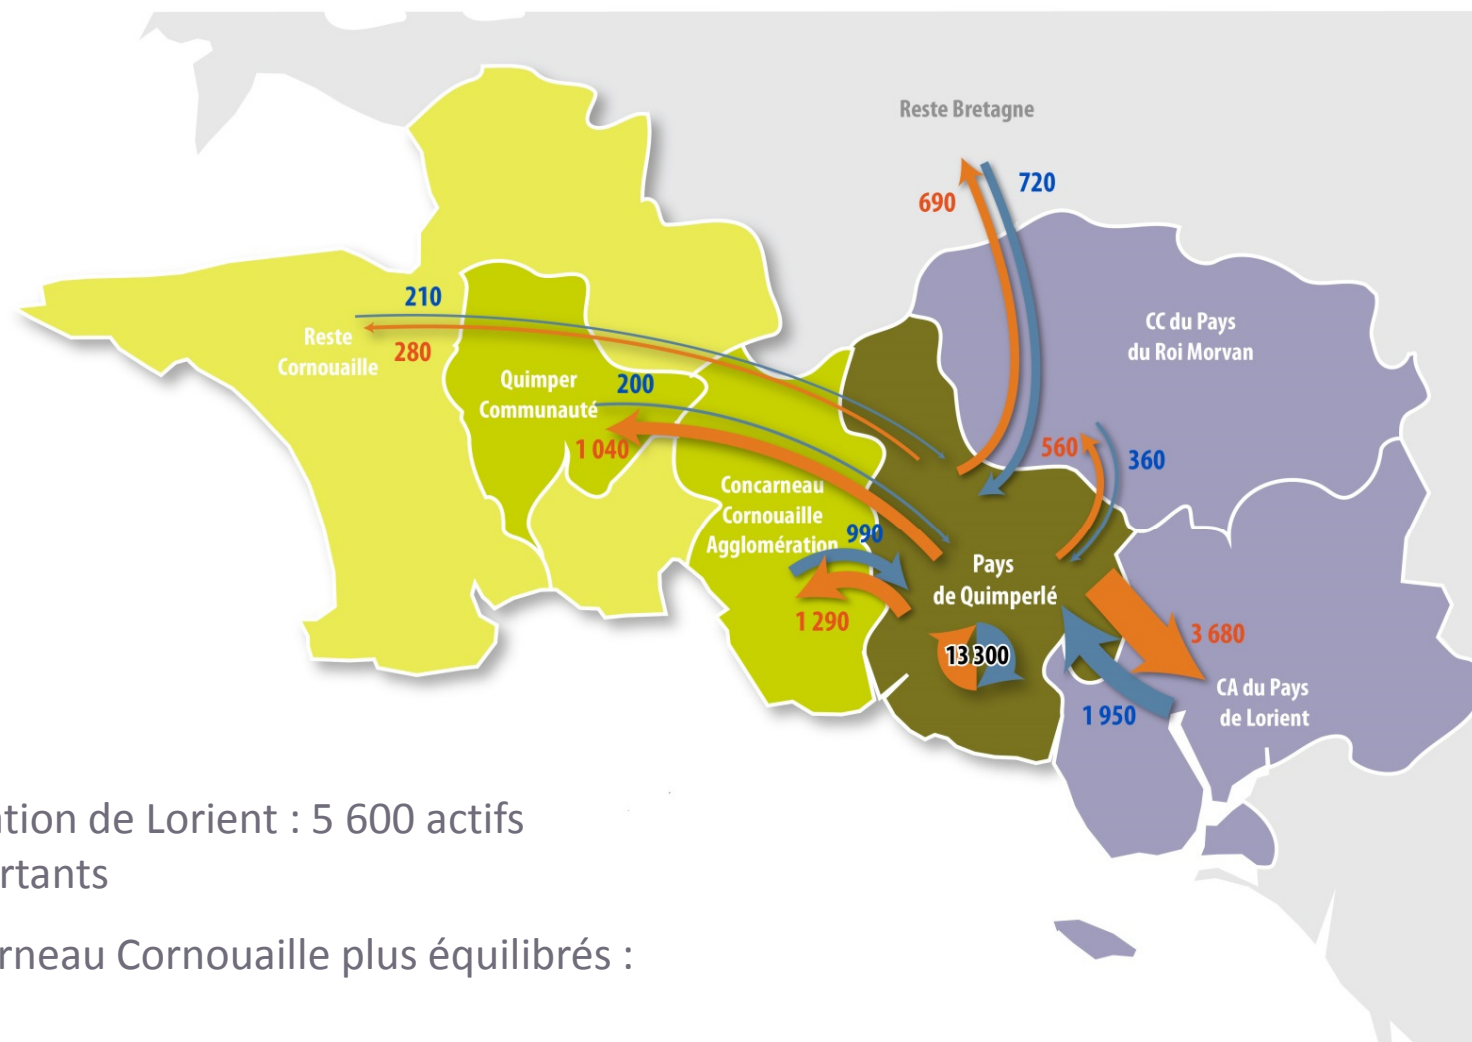 Reste Bretagne
720
690
CC du Pays
du Roi Morvan
210
Reste
Cornouaille
280
Quimper
Communauté
200
1 040
560
360
Concarneau
Cornouaille
Agglomération
990
1 290
Pays
de Quimperlé
13 300
3 680
CA du Pays
de Lorient
1 950
ation de Lorient : 5 600 actifs
rtants
rneau Cornouaille plus équilibrés :